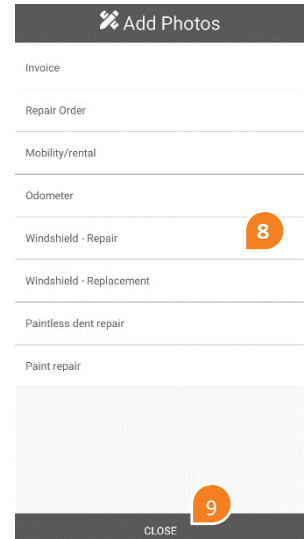 Add Photos
Invoice
Repair Order
Mobility/rental
Odometer
8
Windshield - Repair
Windshield - Replacement
Paintless dent repair
Paint repair
9
CLOSE